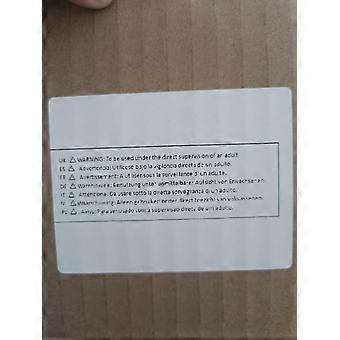 UK ⚠ WARNING: To be used under the direct supervision of an adult.
ES ⚠ Advertencia: Utilícese bajo la vigilancia directa de un adulto.
FR ⚠ Avertissement: A utiliser sous la surveillance d'un adulte.
DE ⚠ Warnhinweis: Benutzung unter unmittelbarer Aufsicht von Erwachsenen.
IT ⚠ Attenzione: Da usare sotto la diretta sorveglianza di un adulto.
NL ⚠ Waarschuwing: Alleen gebruiken onder direct toezicht van volwassenen.
⚠ Aviso: Para ser usado com a supervisão direta de um adulto.